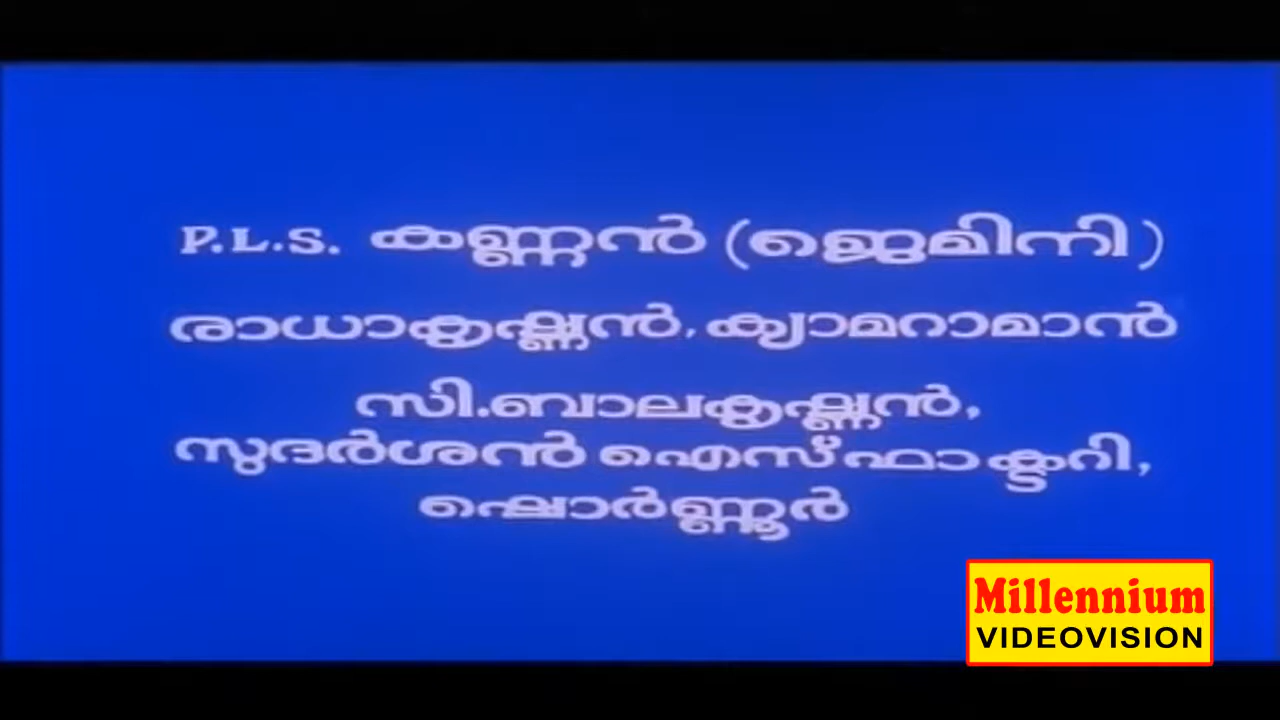 P.L.S. കണ്ണൻ (ജെമിനി)
രാധാകൃഷ്ണൻ, ക്യാമറാമാൻ
സി.ബാലകൃഷ്ണൻ,
സുദർശൻ ഐസ് ഫാക്ടറി,
ഷൊർണ്ണൂർ
Millennium
VIDEOVISION